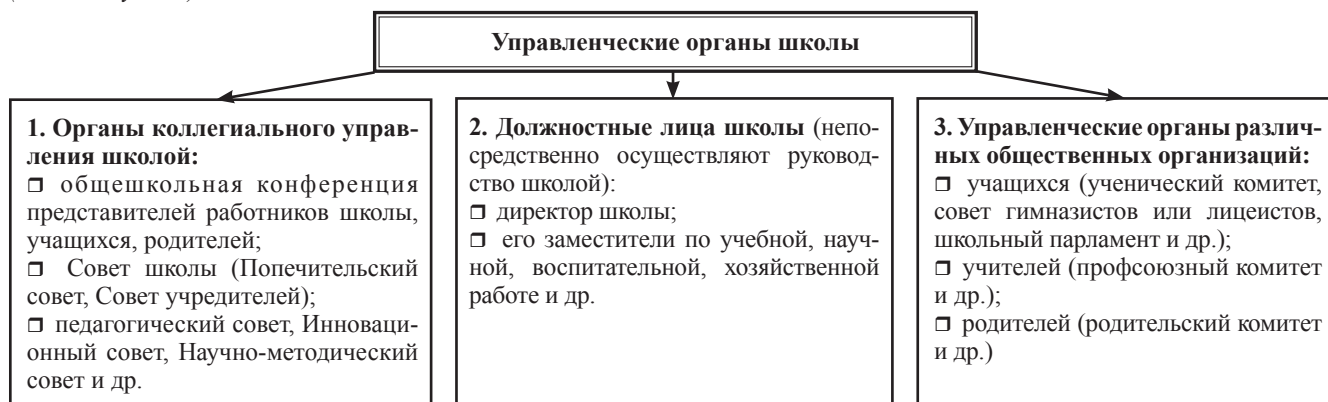 Управленческие органы школы
1. Органы коллегиального управ-
ления школой:
❒ общешкольная конференция
представителей работников школы,
учащихся, родителей;
❒ Совет школы (Попечительский
совет, Совет учредителей);
❒ педагогический совет, Инноваци-
онный совет, Научно-методический
совет и др.
2. Должностные лица школы (непо-
средственно осуществляют руковод-
ство школой):
❒ директор школы;
❒ его заместители по учебной, науч-
ной, воспитательной, хозяйственной
работе и др.
3. Управленческие органы различ-
ных общественных организаций:
❒ учащихся (ученический комитет,
совет гимназистов или лицеистов,
школьный парламент и др.);
❒ учителей (профсоюзный комитет
и др.);
❒ родителей (родительский комитет
и др.)